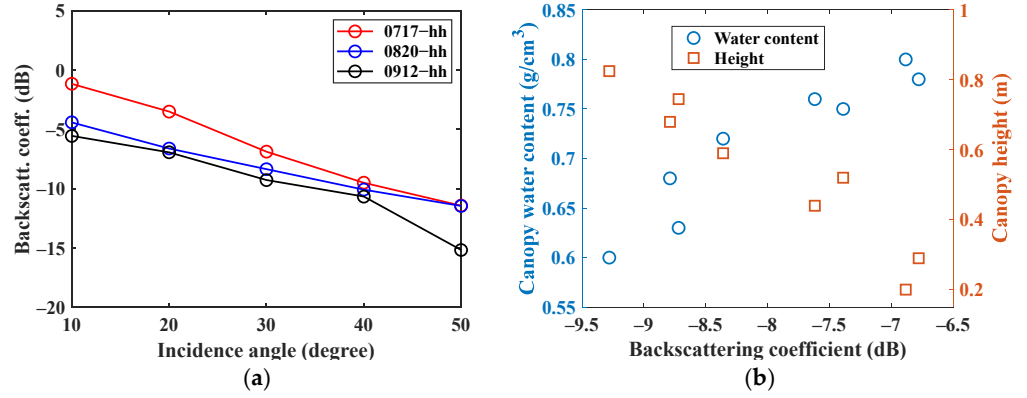 5
0
−5
−10
−15
−20
Backscatt. coeff. (dB)
0717−hh
0820−hh
0912−hh
10 20 30 40 50
Incidence angle (degree)
(a)
0.85
0.8
0.75
0.7
0.65
0.6
0.55
Canopy water content (g/cm³)
Water content
Height
1
0.8
0.6
0.4
0.2
Canopy height (m)
−9.5 −9 −8.5 −8 −7.5 −7 −6.5
Backscattering coefficient (dB)
(b)